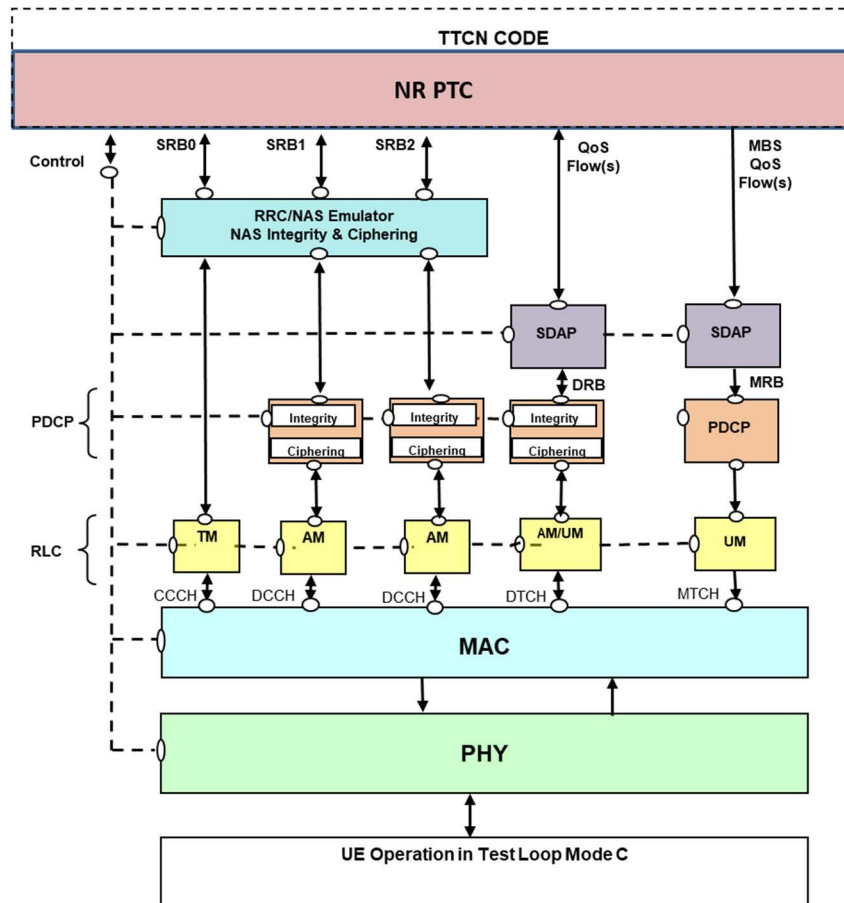 TTCN CODE
NR PTC
Control
SRB0
SRB1
SRB2
QoS
Flow(s)
MBS
QoS
Flow(s)
RRC/NAS Emulator
NAS Integrity & Ciphering
SDAP
SDAP
DRB
MRB
PDCP
Integrity
Ciphering
Integrity
Ciphering
Integrity
Ciphering
PDCP
RLC
TM
AM
AM
AM/UM
UM
CCCH
DCCH
DCCH
DTCH
MTCH
MAC
PHY
UE Operation in Test Loop Mode C